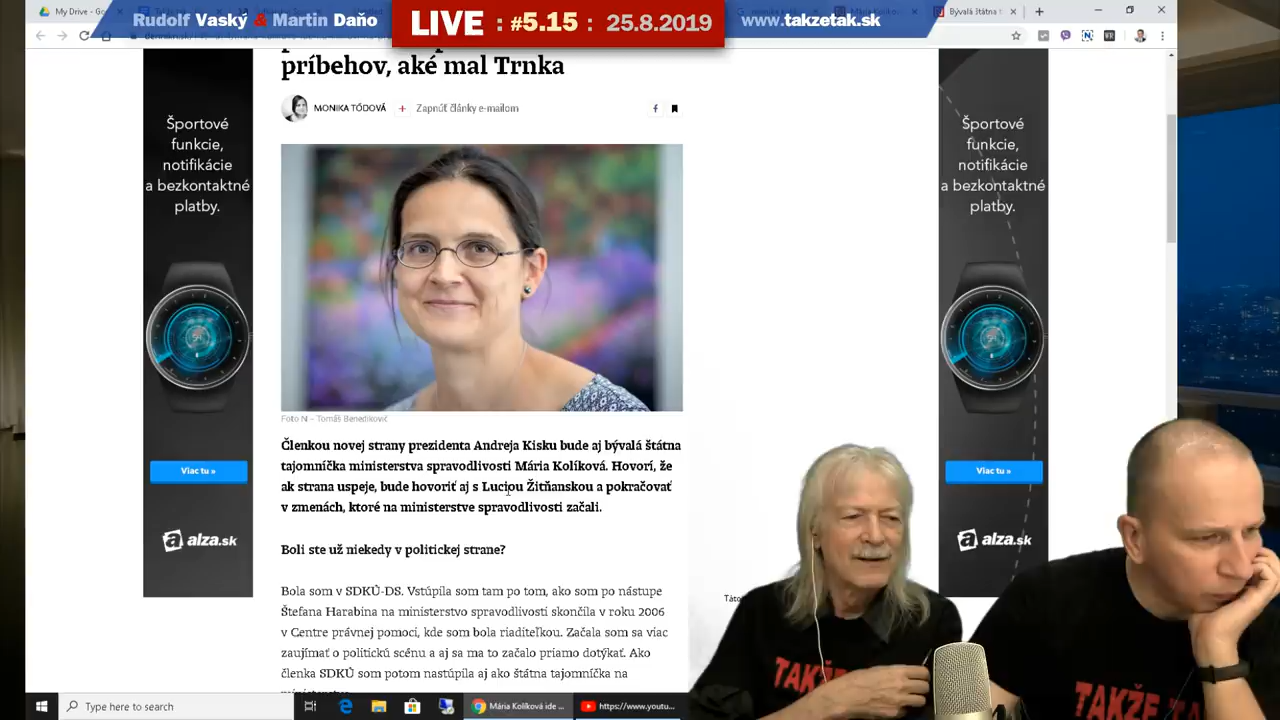 Rudolf Vaský & Martin Daňo
LIVE : #5.15 : 25.8.2019
www.takzetak.sk
Bývalá štátna t
My Drive - Go
príbehov, aké mal Trnka
MONIKA TÓDOVÁ + Zapnúť články e-mailom
Športové
funkcie,
notifikácie
a bezkontaktné
platby.
Viac tu »
alza.sk
Foto N – Tomáš Benedikovič
Členkou novej strany prezidenta Andreja Kisku bude aj bývalá štátna
tajomníčka ministerstva spravodlivosti Mária Kolíková. Hovorí, že
ak strana uspeje, bude hovoriť aj s Luciou Žitňanskou a pokračovať
v zmenách, ktoré na ministerstve spravodlivosti začali.
Boli ste už niekedy v politickej strane?
Bola som v SDKÚ-DS. Vstúpila som tam po tom, ako som po nástupe
Štefana Harabina na ministerstvo spravodlivosti skončila v roku 2006
v Centre právnej pomoci, kde som bola riaditeľkou. Začala som sa viac
zaujímať o politickú scénu a aj sa ma to začalo priamo dotýkať. Ako
členka SDKÚ som potom nastúpila aj ako štátna tajomníčka na
Športové
funkcie,
notifikácie
a bezkontaktné
platby.
Viac tu »
alza.sk
TAKŽE
TAKŽE
Type here to search
Mária Kolíková ide ...
https://www.youtu...